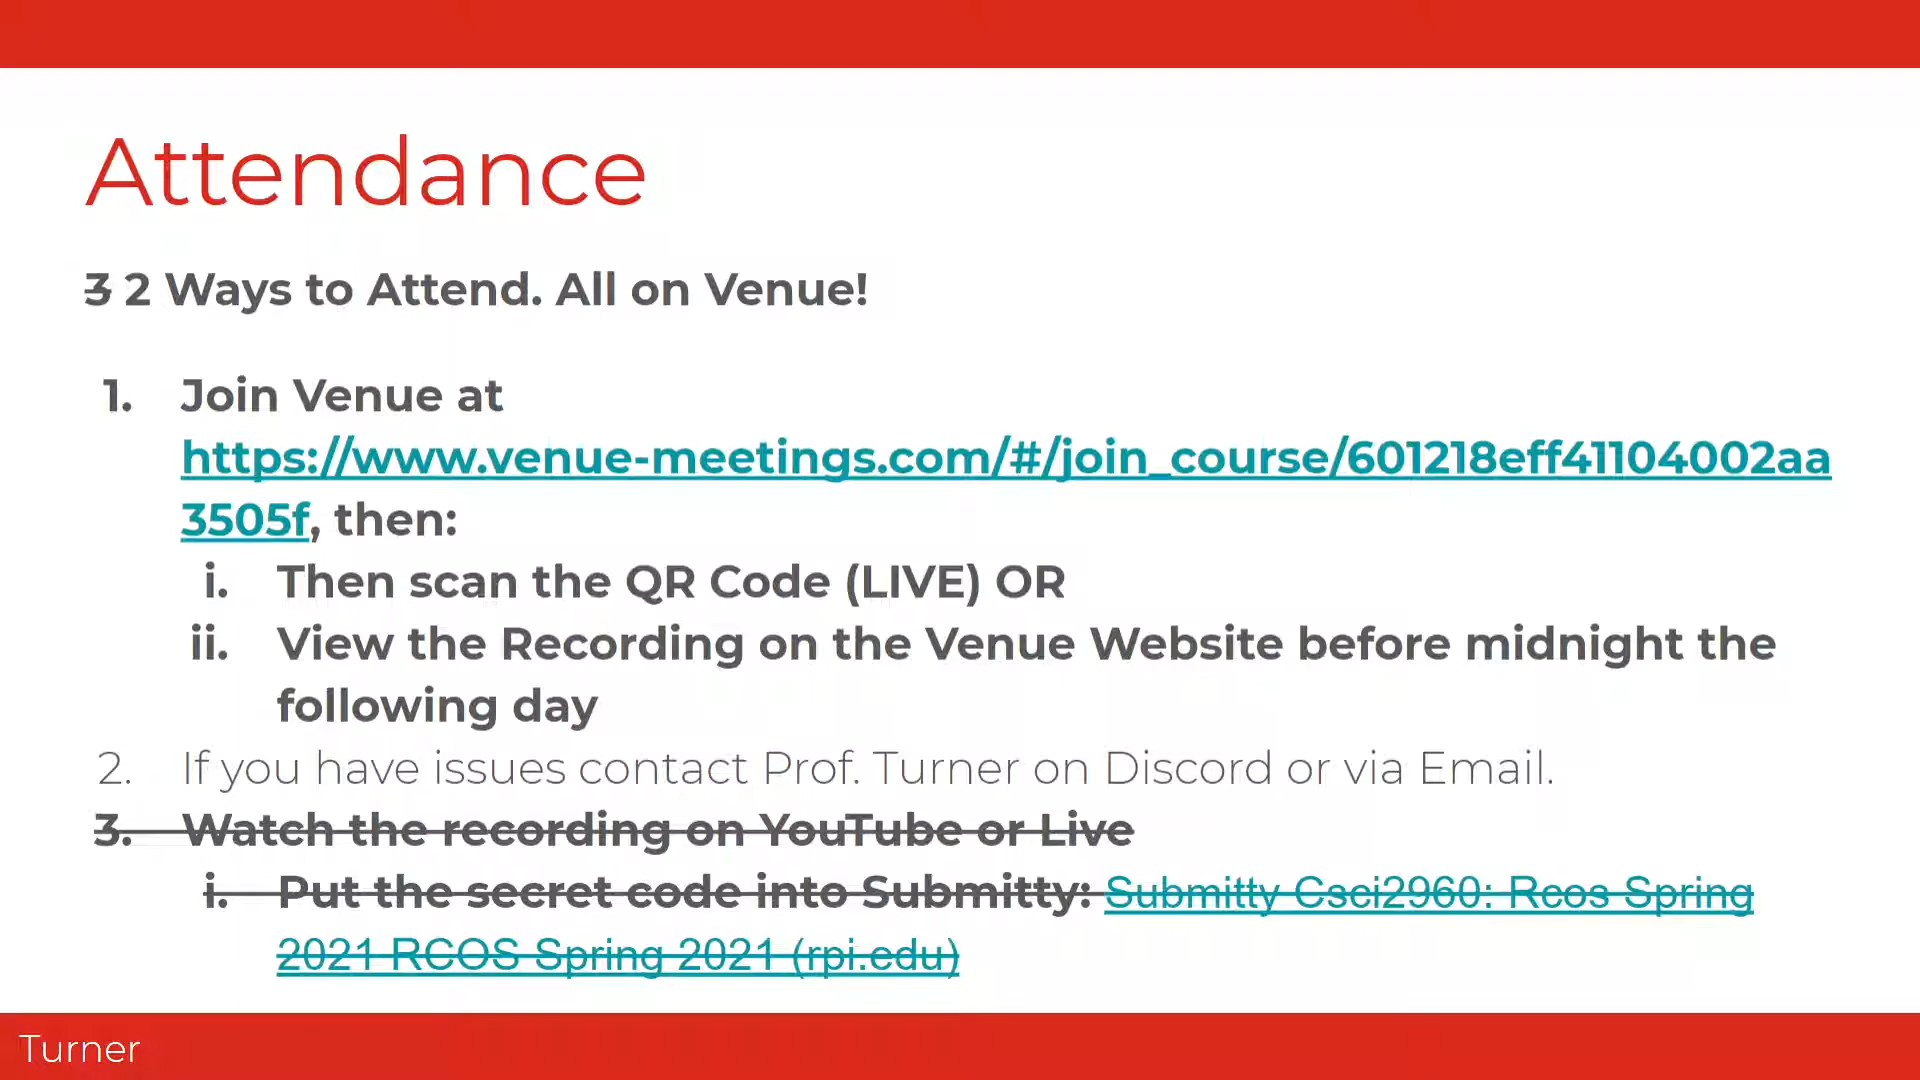 Attendance
3 2 Ways to Attend. All on Venue!
1. Join Venue at
https://www.venue-meetings.com/#/join_course/601218eff41104002aa
3505f, then:
i. Then scan the QR Code (LIVE) OR
ii. View the Recording on the Venue Website before midnight the
following day
2. If you have issues contact Prof. Turner on Discord or via Email.
3. Watch the recording on YouTube or Live
i. Put the secret code into Submitty: Submitty Csci2960: Rcos Spring
2021 RCOS Spring 2021 (rpi.edu)
Turner